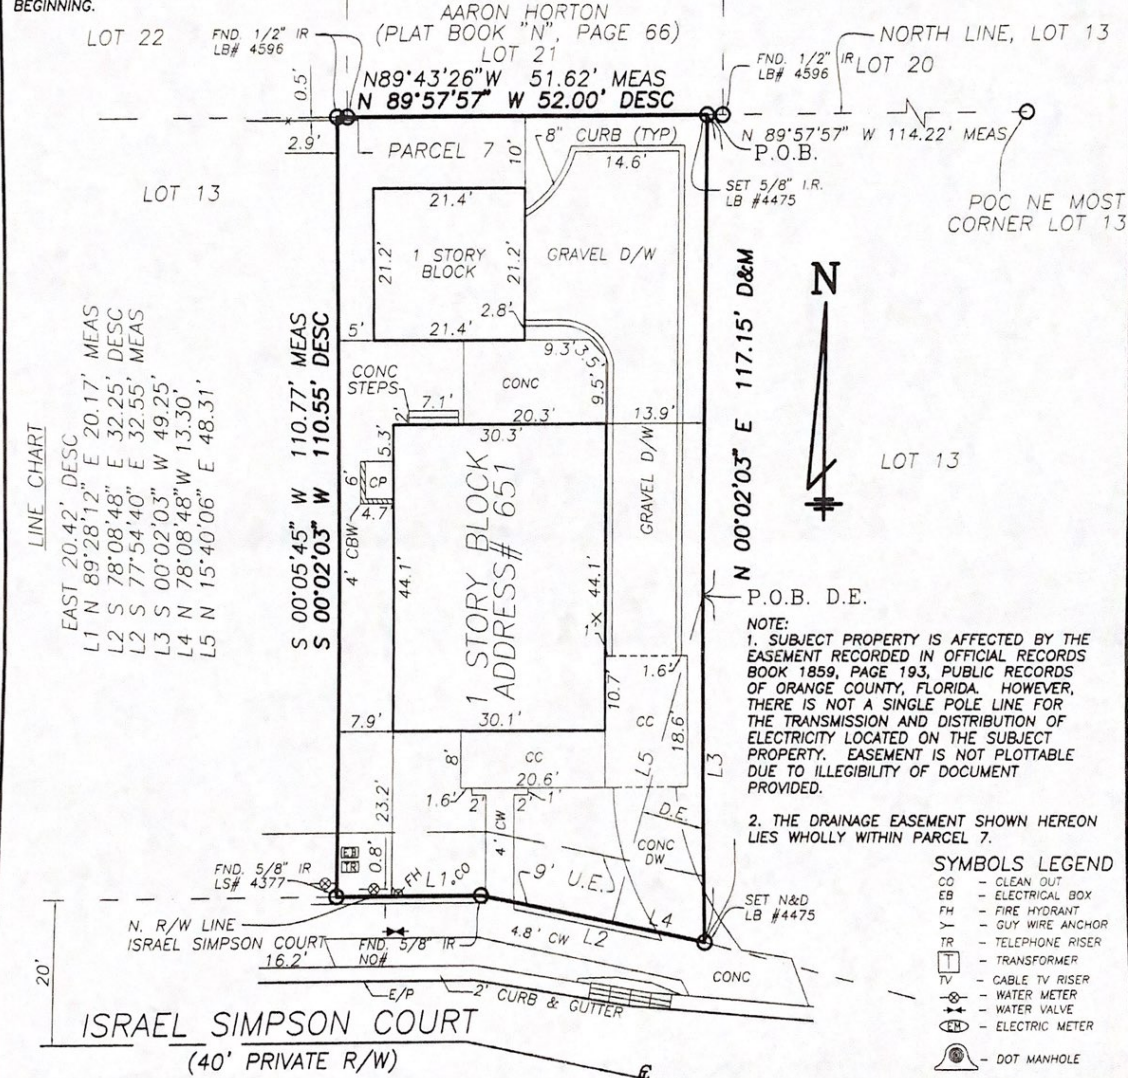 BEGINNING.
AARON HORTON
(PLAT BOOK "N", PAGE 66)
LOT 21
LOT 22
FND. 1/2" IR
LB# 4596
NORTH LINE, LOT 13
FND. 1/2" IR
LB# 4596
LOT 20
N89°43'26"W 51.62' MEAS
N 89°57'57" W 52.00' DESC
0.5'
2.9'
N 89°57'57" W 114.22' MEAS
P.O.B.
PARCEL 7
10'
8" CURB (TYP)
14.6'
SET 5/8" I.R.
LB #4475
POC NE MOST
CORNER LOT 13
LOT 13
21.4'
21.2'
1 STORY
BLOCK
21.2'
21.4'
GRAVEL D/W
N
2.8'
5'
9.3'
3.5'
9.5'
CONC
STEPS
CONC
7.1'
20.3'
13.9'
30.3'
5.3'
6'
CP
4.7'
4' CBW
44.1'
1 STORY BLOCK
ADDRESS# 651
44.1'
GRAVEL D/W
LOT 13
S 00°05'45" W 110.77' MEAS
S 00°02'03" W 110.55' DESC
N 00°02'03" E 117.15' D&M
LINE CHART
EAST 20.42' DESC
L1 N 89°28'12" E 20.17' MEAS
L2 S 78°08'48" E 32.25' DESC
L2 S 77°54'40" E 32.55' MEAS
L3 S 00°02'03" W 49.25'
L4 N 78°08'48" W 13.30'
L5 N 15°40'06" E 48.31'
P.O.B. D.E.
1'
1.6'
10.7'
CC
18.6'
L5
L3
7.9'
30.1'
8'
CC
20.6'
1.6'
2'
2'
1'
23.2'
4' CW
D.E.
CONC
DW
NOTE:
1. SUBJECT PROPERTY IS AFFECTED BY THE
EASEMENT RECORDED IN OFFICIAL RECORDS
BOOK 1859, PAGE 193, PUBLIC RECORDS
OF ORANGE COUNTY, FLORIDA. HOWEVER,
THERE IS NOT A SINGLE POLE LINE FOR
THE TRANSMISSION AND DISTRIBUTION OF
ELECTRICITY LOCATED ON THE SUBJECT
PROPERTY. EASEMENT IS NOT PLOTTABLE
DUE TO ILLEGIBILITY OF DOCUMENT
PROVIDED.
2. THE DRAINAGE EASEMENT SHOWN HEREON
LIES WHOLLY WITHIN PARCEL 7.
EB
TR
0.8'
FH
L1
CO
9' U.E.
L4
L2
FND. 5/8" IR
LS# 4377
SET N&D
LB #4475
N. R/W LINE
ISRAEL SIMPSON COURT
FND. 5/8" IR
NO#
4.8' CW
CONC
16.2'
20'
E/P
2' CURB & GUTTER
ISRAEL SIMPSON COURT
(40' PRIVATE R/W)
SYMBOLS LEGEND
CO - CLEAN OUT
EB - ELECTRICAL BOX
FH - FIRE HYDRANT
- GUY WIRE ANCHOR
TR - TELEPHONE RISER
T - TRANSFORMER
TV - CABLE TV RISER
- WATER METER
- WATER VALVE
EM - ELECTRIC METER
- DOT MANHOLE